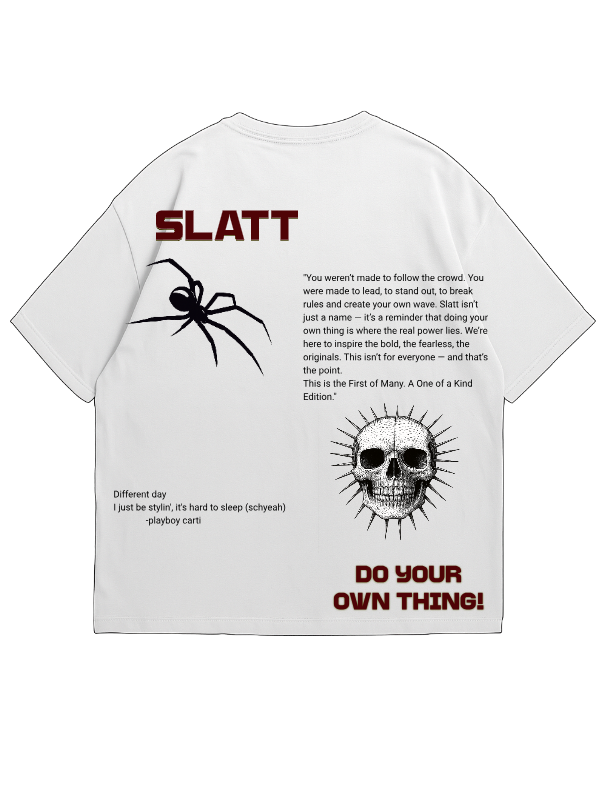 SLATT
"You weren't made to follow the crowd. You
were made to lead, to stand out, to break
rules and create your own wave. Slatt isn't
just a name — it's a reminder that doing your
own thing is where the real power lies. We're
here to inspire the bold, the fearless, the
originals. This isn't for everyone — and that's
the point.
This is the First of Many. A One of a Kind
Edition."
Different day
I just be stylin', it's hard to sleep (schyeah)
-playboy carti
DO YOUR
OWN THING!